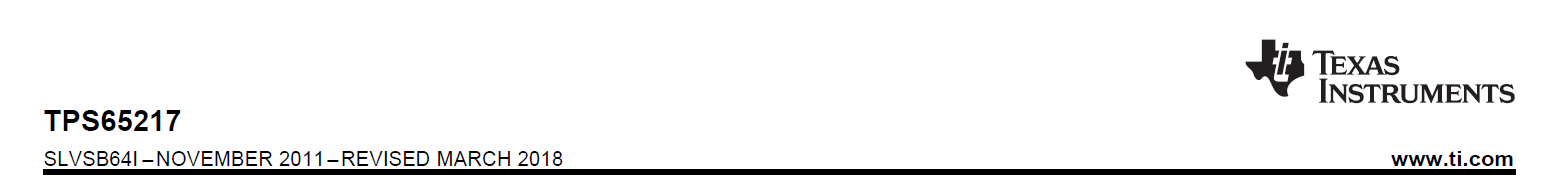 TEXAS
INSTRUMENTS
TPS65217
SLVSB64I – NOVEMBER 2011 – REVISED MARCH 2018
www.ti.com